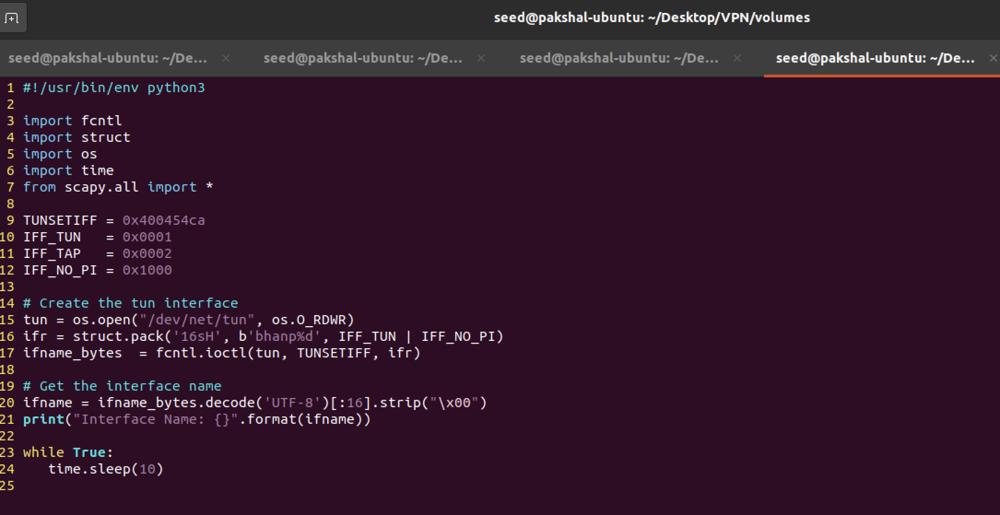 seed@pakshal-ubuntu: ~/Desktop/VPN/volumes
seed@pakshal-ubuntu: ~/De... × seed@pakshal-ubuntu: ~/De... × seed@pakshal-ubuntu: ~/De... × seed@pakshal-ubuntu: ~/De... ×
1 #!/usr/bin/env python3
2
3 import fcntl
4 import struct
5 import os
6 import time
7 from scapy.all import *
8
9 TUNSETIFF = 0x400454ca
10 IFF_TUN   = 0x0001
11 IFF_TAP   = 0x0002
12 IFF_NO_PI = 0x1000
13
14 # Create the tun interface
15 tun = os.open("/dev/net/tun", os.O_RDWR)
16 ifr = struct.pack('16sH', b'bhanp%d', IFF_TUN | IFF_NO_PI)
17 ifname_bytes  = fcntl.ioctl(tun, TUNSETIFF, ifr)
18
19 # Get the interface name
20 ifname = ifname_bytes.decode('UTF-8')[:16].strip("\x00")
21 print("Interface Name: {}".format(ifname))
22
23 while True:
24    time.sleep(10)
25